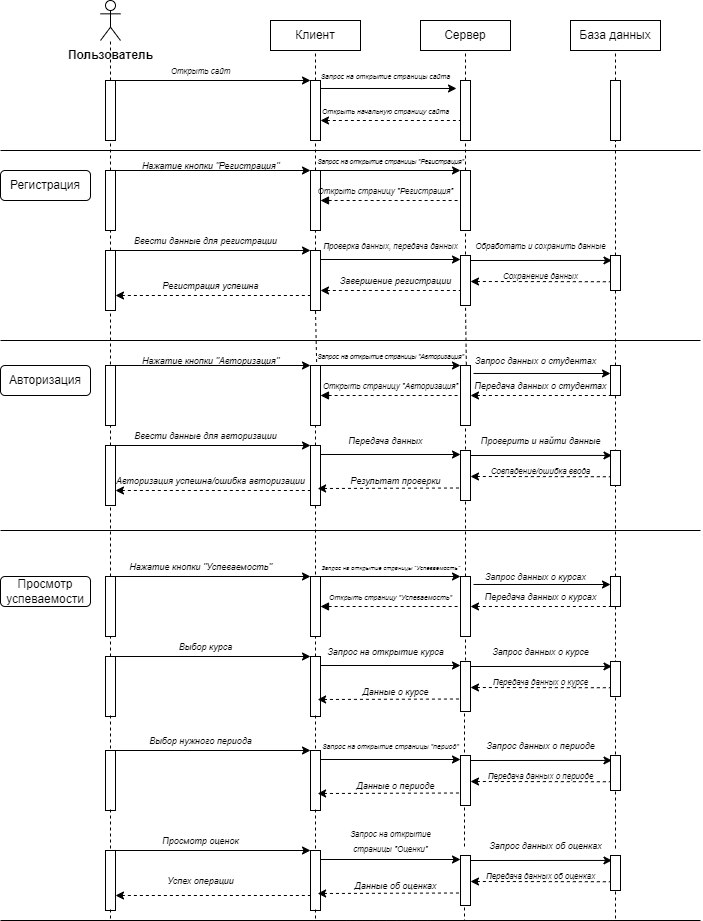 Пользователь
Клиент
Сервер
База данных
Открыть сайт
Запрос на открытие страницы сайта
Открыть начальную страницу сайта
Регистрация
Нажатие кнопки "Регистрация"
Запрос на открытие страницы "Регистрация"
Открыть страницу "Регистрация"
Ввести данные для регистрации
Проверка данных, передача данных
Обработать и сохранить данные
Сохранение данных
Завершение регистрации
Регистрация успешна
Авторизация
Нажатие кнопки "Авторизация"
Запрос на открытие страницы "Авторизация"
Запрос данных о студентах
Открыть страницу "Авторизация"
Передача данных о студентах
Ввести данные для авторизации
Передача данных
Проверить и найти данные
Совпадение/ошибка ввода
Авторизация успешна/ошибка авторизации
Результат проверки
Просмотр
успеваемости
Нажатие кнопки "Успеваемость"
Запрос на открытие страницы "Успеваемость"
Запрос данных о курсах
Открыть страницу "Успеваемость"
Передача данных о курсах
Выбор курса
Запрос на открытие курса
Запрос данных о курсе
Передача данных о курсе
Данные о курсе
Выбор нужного периода
Запрос на открытие страницы "период"
Запрос данных о периоде
Передача данных о периоде
Данные о периоде
Просмотр оценок
Запрос на открытие
страницы "Оценки"
Запрос данных об оценках
Передача данных об оценках
Успех операции
Данные об оценках